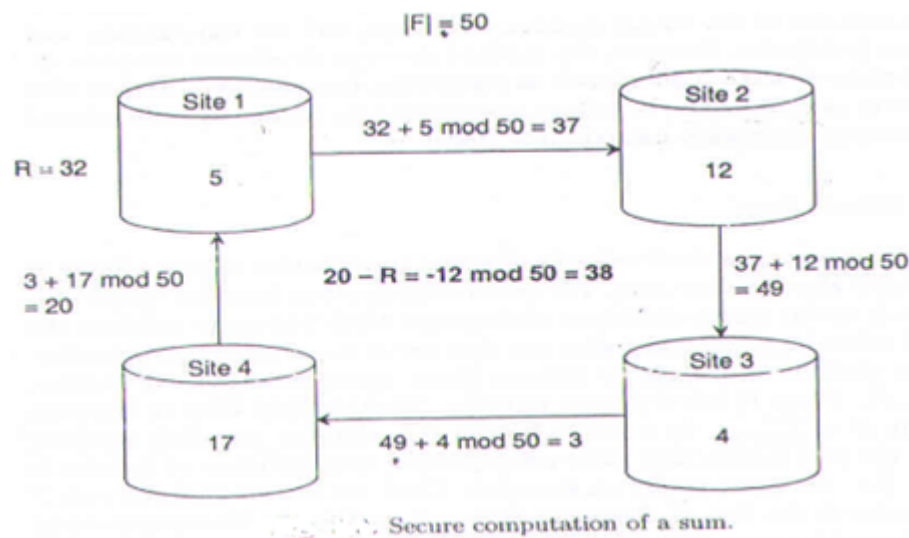 |F| = 50
Site 1
5
R = 32
32 + 5 mod 50 = 37
Site 2
12
3 + 17 mod 50
= 20
20 – R = -12 mod 50 = 38
37 + 12 mod 50
= 49
Site 4
17
49 + 4 mod 50 = 3
Site 3
4
Secure computation of a sum.